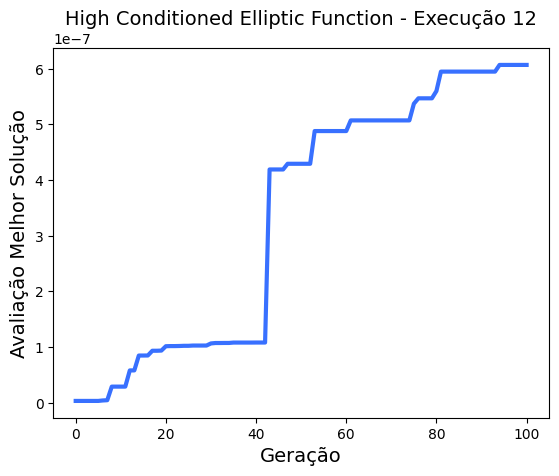 High Conditioned Elliptic Function - Execução 12
1e−7
6
5
4
3
2
1
0
Avaliação Melhor Solução
0 20 40 60 80 100
Geração